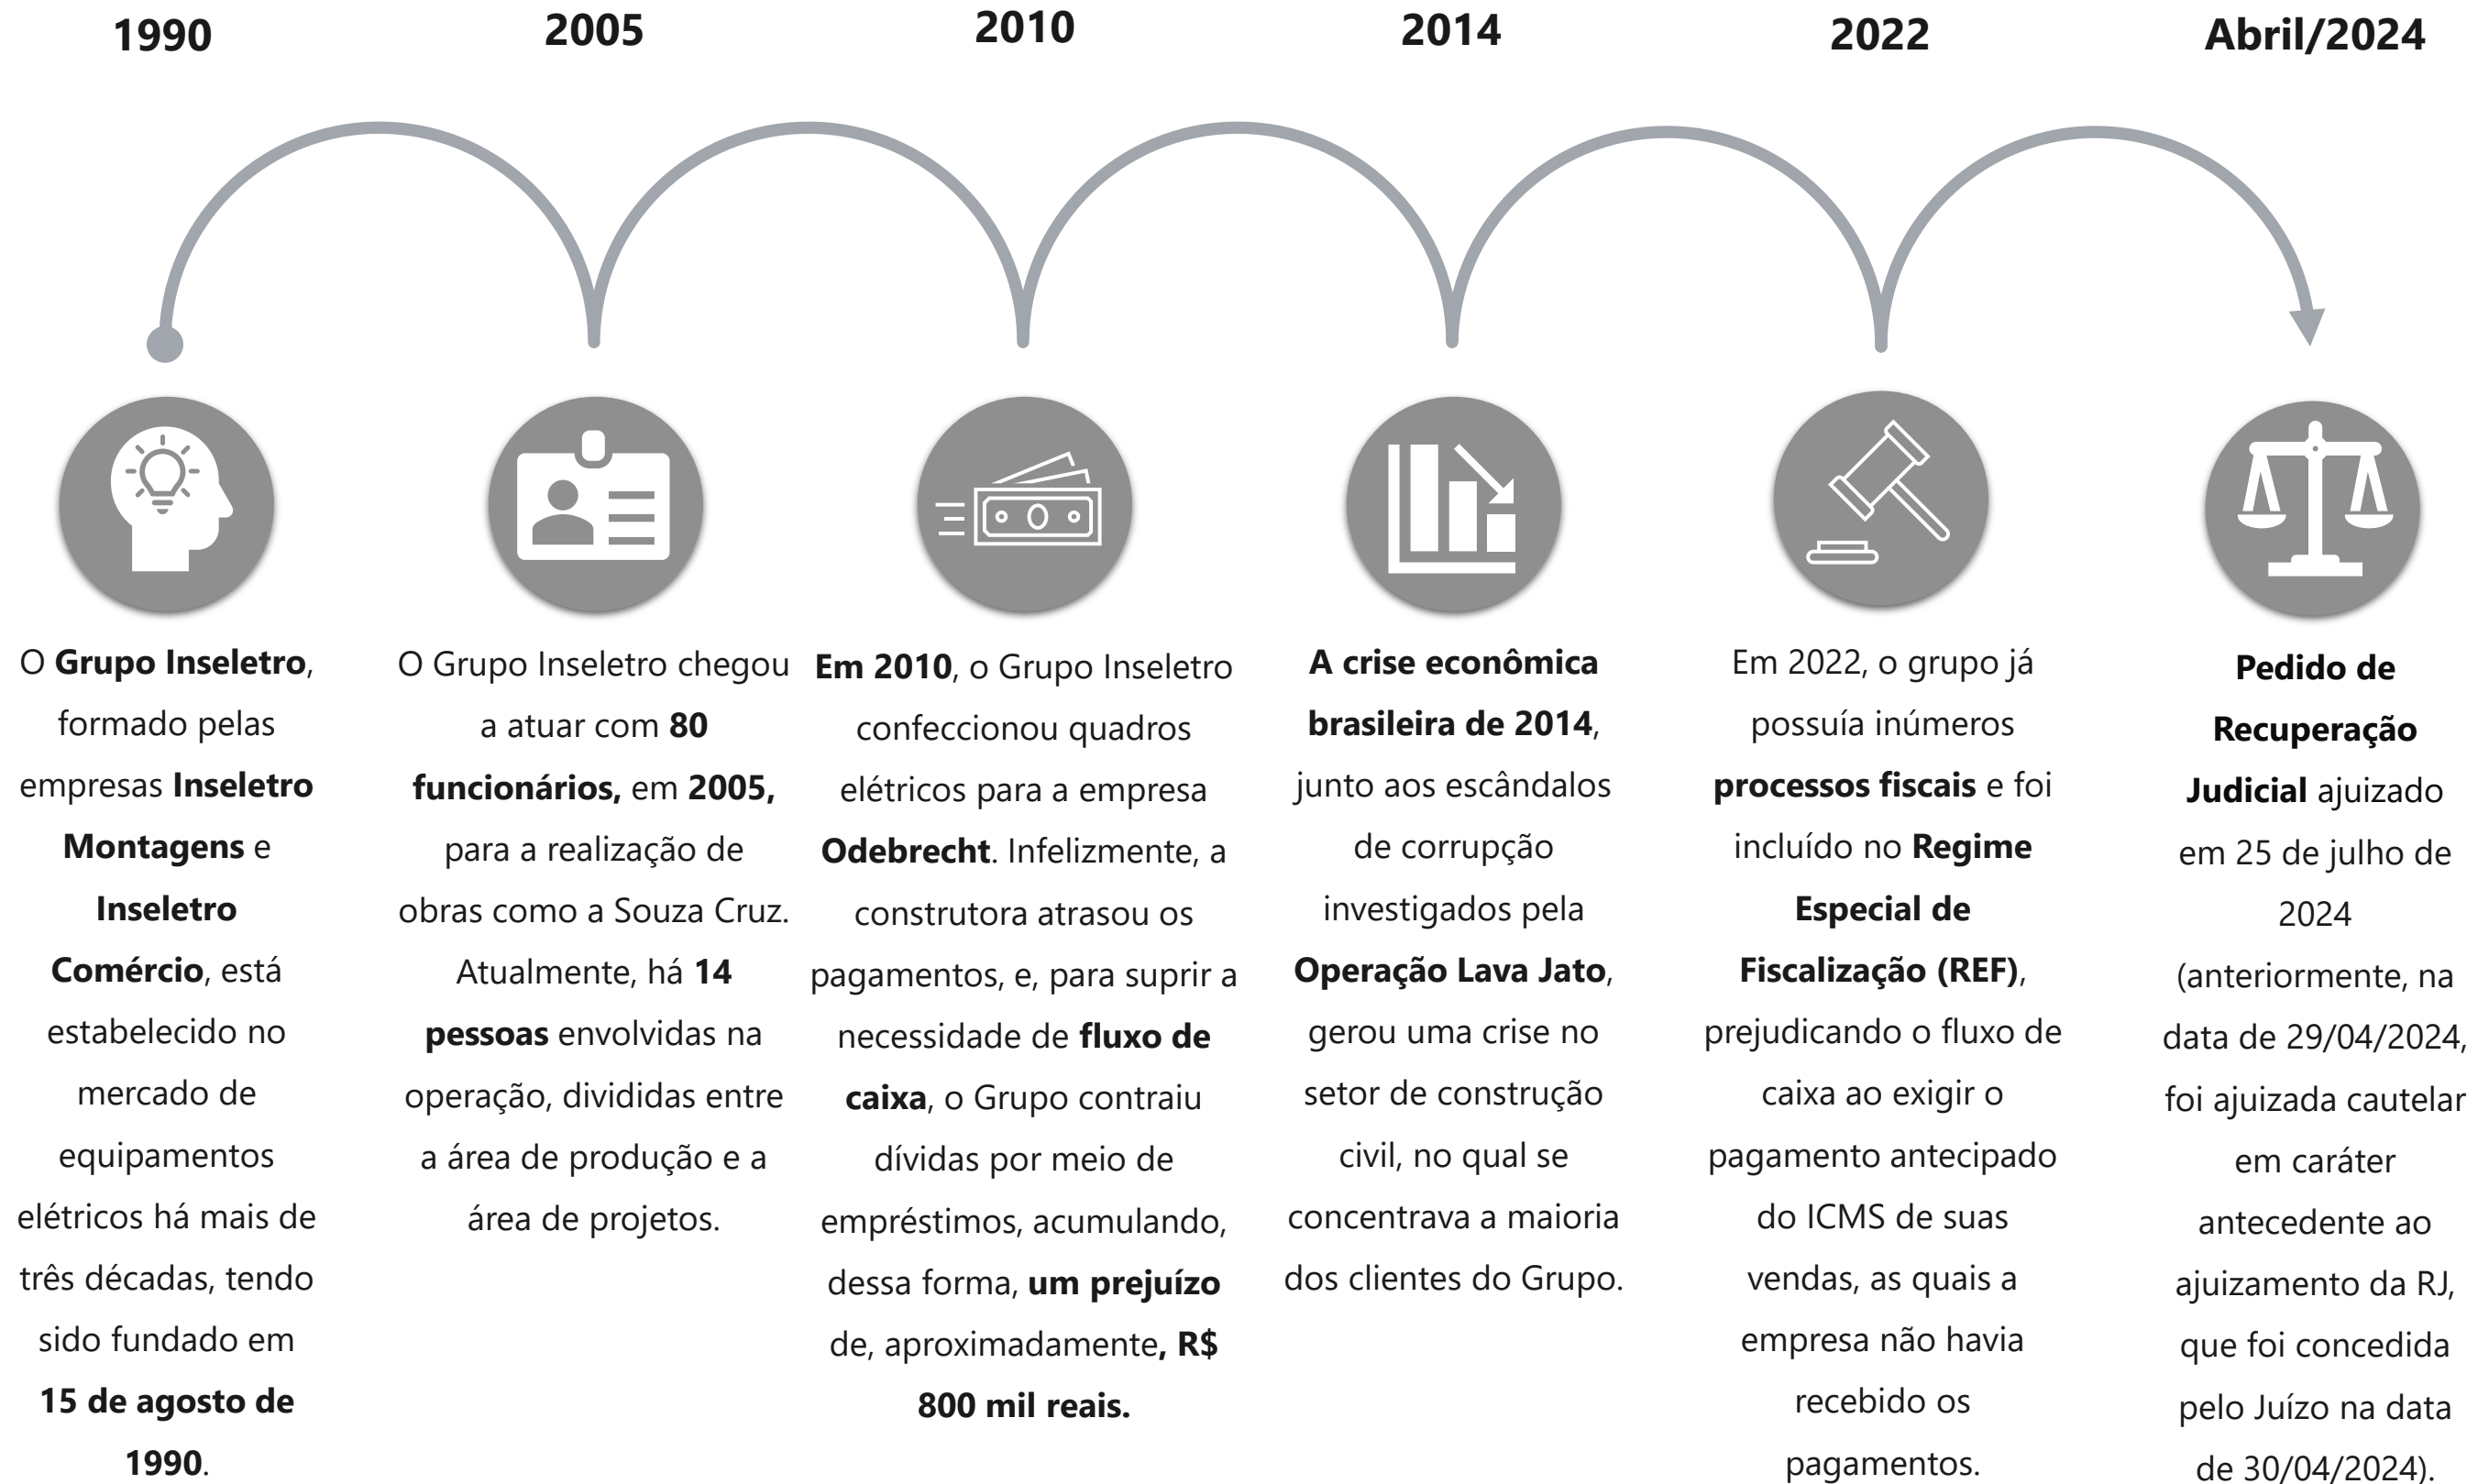 1990
2005
2010
2014
2022
Abril/2024
O Grupo Inseletro,
formado pelas
empresas Inseletro
Montagens e
Inseletro
Comércio, está
estabelecido no
mercado de
equipamentos
elétricos há mais de
três décadas, tendo
sido fundado em
15 de agosto de
1990.
O Grupo Inseletro chegou
a atuar com 80
funcionários, em 2005,
para a realização de
obras como a Souza Cruz.
Atualmente, há 14
pessoas envolvidas na
operação, divididas entre
a área de produção e a
área de projetos.
Em 2010, o Grupo Inseletro
confeccionou quadros
elétricos para a empresa
Odebrecht. Infelizmente, a
construtora atrasou os
pagamentos, e, para suprir a
necessidade de fluxo de
caixa, o Grupo contraiu
dívidas por meio de
empréstimos, acumulando,
dessa forma, um prejuízo
de, aproximadamente, R$
800 mil reais.
A crise econômica
brasileira de 2014,
junto aos escândalos
de corrupção
investigados pela
Operação Lava Jato,
gerou uma crise no
setor de construção
civil, no qual se
concentrava a maioria
dos clientes do Grupo.
Em 2022, o grupo já
possuía inúmeros
processos fiscais e foi
incluído no Regime
Especial de
Fiscalização (REF),
prejudicando o fluxo de
caixa ao exigir o
pagamento antecipado
do ICMS de suas
vendas, as quais a
empresa não havia
recebido os
pagamentos.
Pedido de
Recuperação
Judicial ajuizado
em 25 de julho de
2024
(anteriormente, na
data de 29/04/2024,
foi ajuizada cautelar
em caráter
antecedente ao
ajuizamento da RJ,
que foi concedida
pelo Juízo na data
de 30/04/2024).